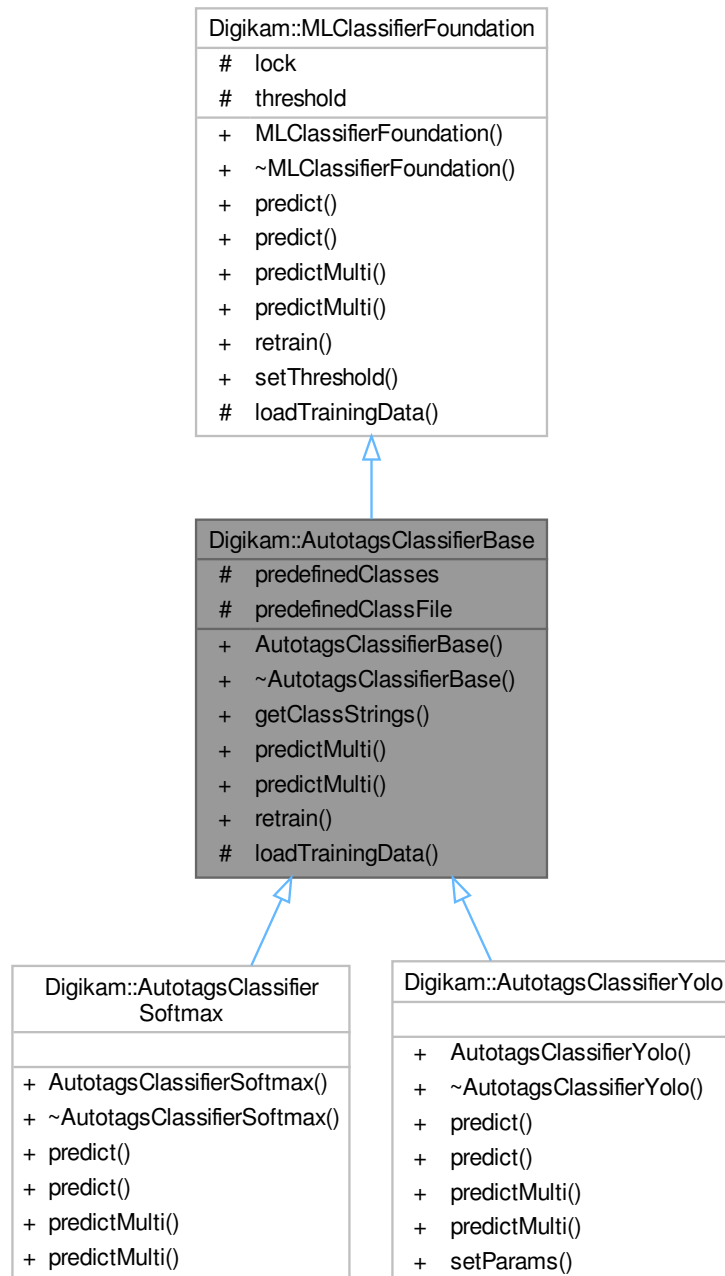 Digikam::MLClassifierFoundation
# lock
# threshold
+ MLClassifierFoundation()
+ ~MLClassifierFoundation()
+ predict()
+ predict()
+ predictMulti()
+ predictMulti()
+ retrain()
+ setThreshold()
# loadTrainingData()
Digikam::AutotagsClassifierBase
# predefinedClasses
# predefinedClassFile
+ AutotagsClassifierBase()
+ ~AutotagsClassifierBase()
+ getClassStrings()
+ predictMulti()
+ predictMulti()
+ retrain()
# loadTrainingData()
Digikam::AutotagsClassifier
Softmax
+ AutotagsClassifierSoftmax()
+ ~AutotagsClassifierSoftmax()
+ predict()
+ predict()
+ predictMulti()
+ predictMulti()
Digikam::AutotagsClassifierYolo
+ AutotagsClassifierYolo()
+ ~AutotagsClassifierYolo()
+ predict()
+ predict()
+ predictMulti()
+ predictMulti()
+ setParams()